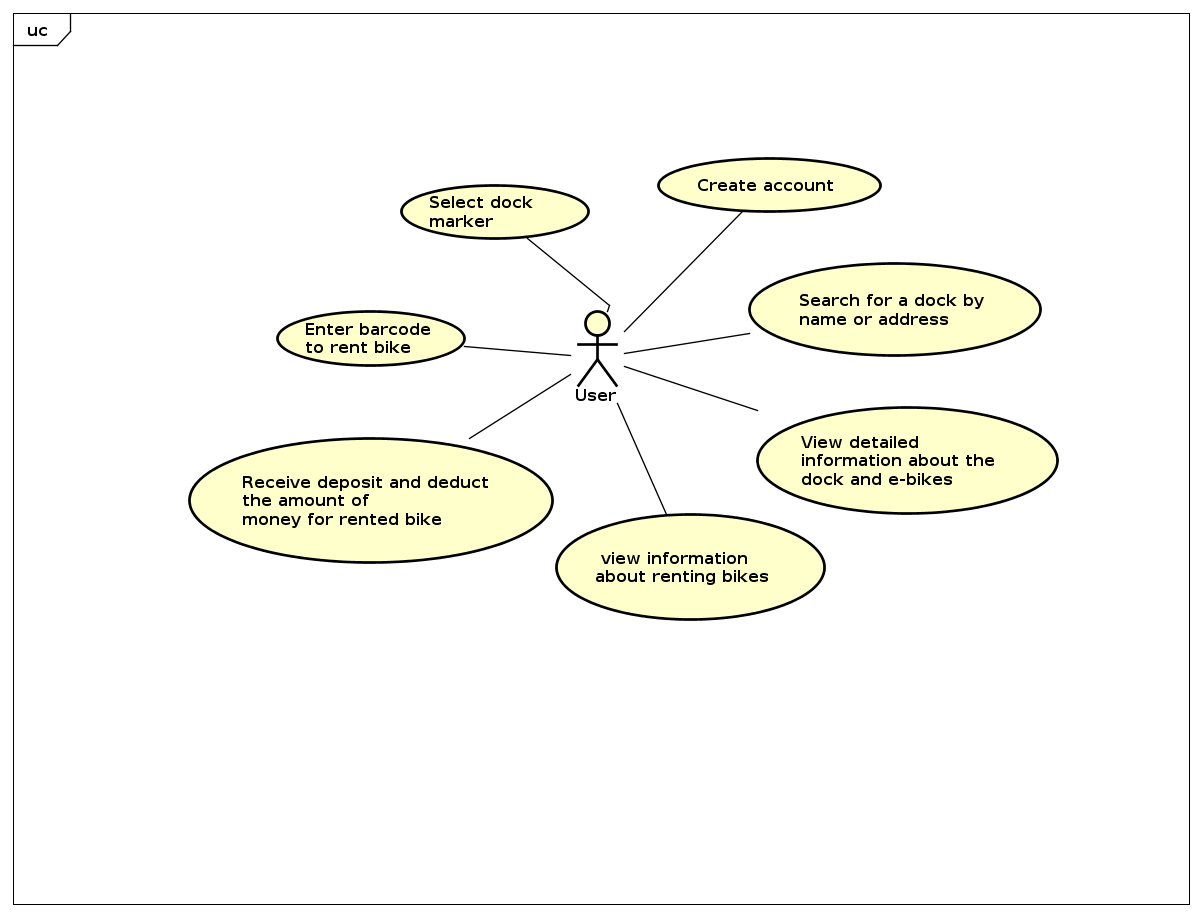 uc
Create account
Select dock
marker
Search for a dock by
name or address
Enter barcode
to rent bike
User
View detailed
information about the
dock and e-bikes
Receive deposit and deduct
the amount of
money for rented bike
view information
about renting bikes